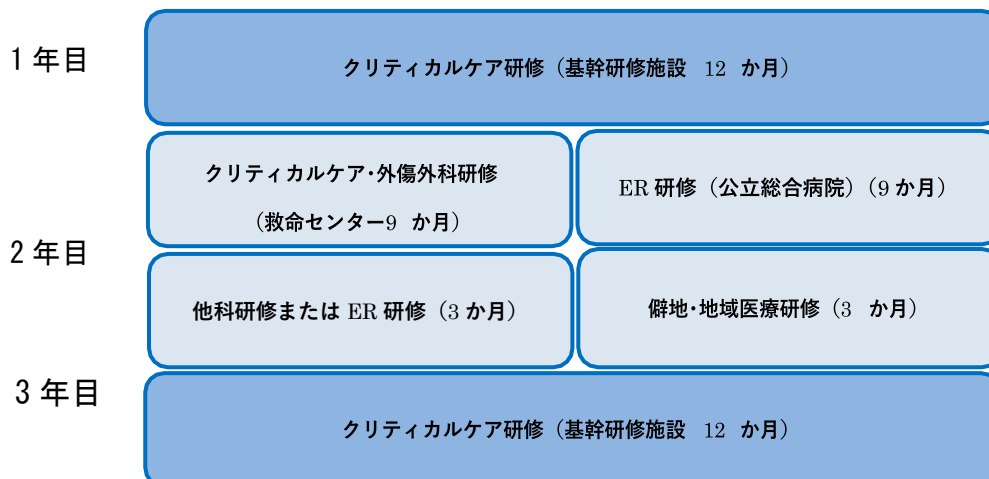 1年目
クリティカルケア研修（基幹研修施設 12 か月）
クリティカルケア・外傷外科研修
（救命センター9 か月）
ER 研修（公立総合病院）（9 か月）
2年目
他科研修または ER 研修（3 か月）
僻地・地域医療研修（3 か月）
3年目
クリティカルケア研修（基幹研修施設 12 か月）